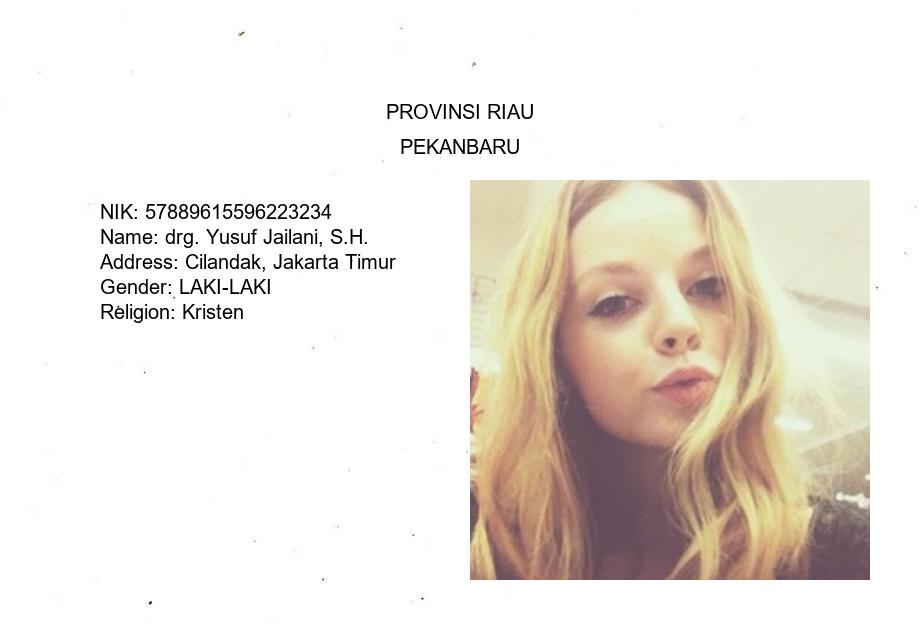 PROVINSI RIAU
PEKANBARU
NIK: 57889615596223234
Name: drg. Yusuf Jailani, S.H.
Address: Cilandak, Jakarta Timur
Gender: LAKI-LAKI
Religion: Kristen